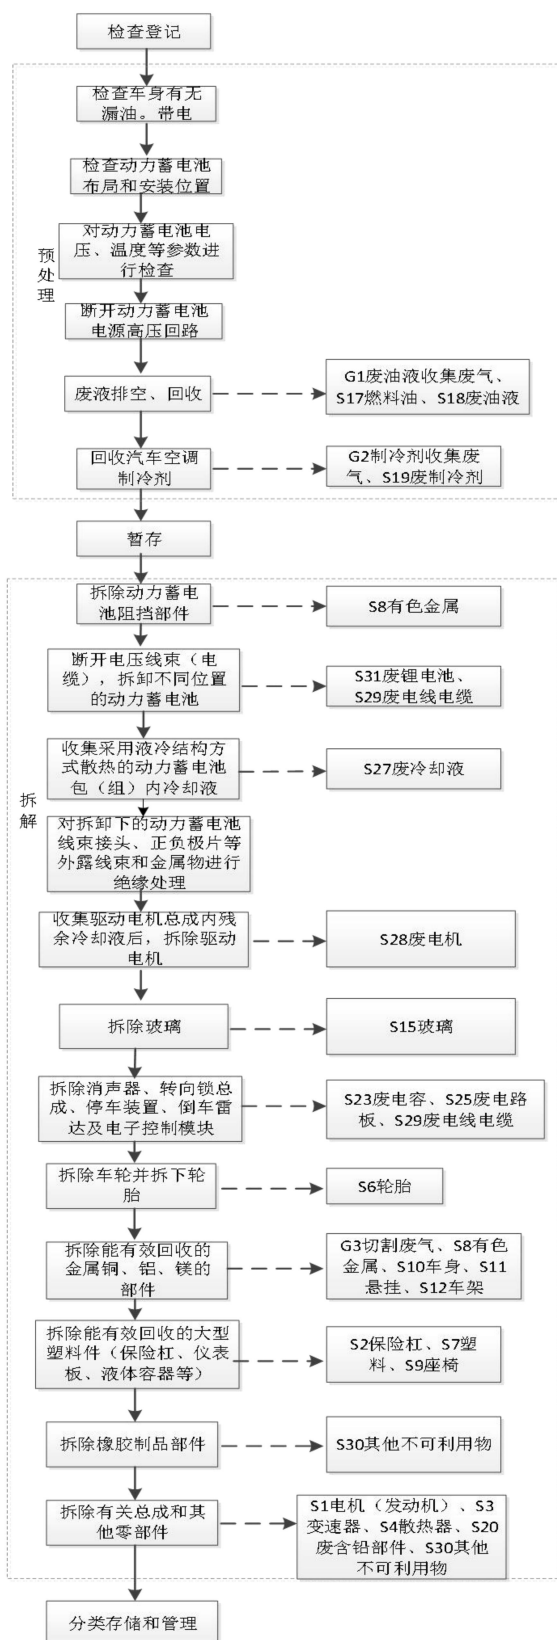 检查登记
检查车身有无
漏油。带电
检查动力蓄电池
布局和安装位置
对动力蓄电池电
压、温度等参数进
行检查
预
处
理
断开动力蓄电池
电源高压回路
废液排空、回收
G1废油液收集废气、
S17燃料油、S18废油液
回收汽车空调
制冷剂
G2制冷剂收集废
气、S19废制冷剂
暂存
拆除动力蓄电
池阻挡部件
S8有色金属
断开电压线束（电
缆），拆卸不同位置
的动力蓄电池
S31废锂电池、
S29废电线电缆
收集采用液冷结构方
式散热的动力蓄电池
包（组）内冷却液
S27废冷却液
拆
解
对拆卸下的动力蓄电池
线束接头、正负极片等
外露线束和金属物进行
绝缘处理
收集驱动电机总成内残
余冷却液后，拆除驱动
电机
S28废电机
拆除玻璃
S15玻璃
拆除消声器、转向锁总
成、停车装置、倒车雷
达及电子控制模块
S23废电容、S25废电路
板、S29废电线电缆
拆除车轮并拆下轮
胎
S6轮胎
拆除能有效回收的
金属铜、铝、镁的
部件
G3切割废气、S8有色
金属、S10车身、S11
悬挂、S12车架
拆除能有效回收的大型
塑料件（保险杠、仪表
板、液体容器等）
S2保险杠、S7塑
料、S9座椅
拆除橡胶制品部件
S30其他不可利用物
拆除有关总成和其
他零部件
S1电机（发动机）、S3
变速器、S4散热器、S20
废含铅部件、S30其他
不可利用物
分类存储和管理